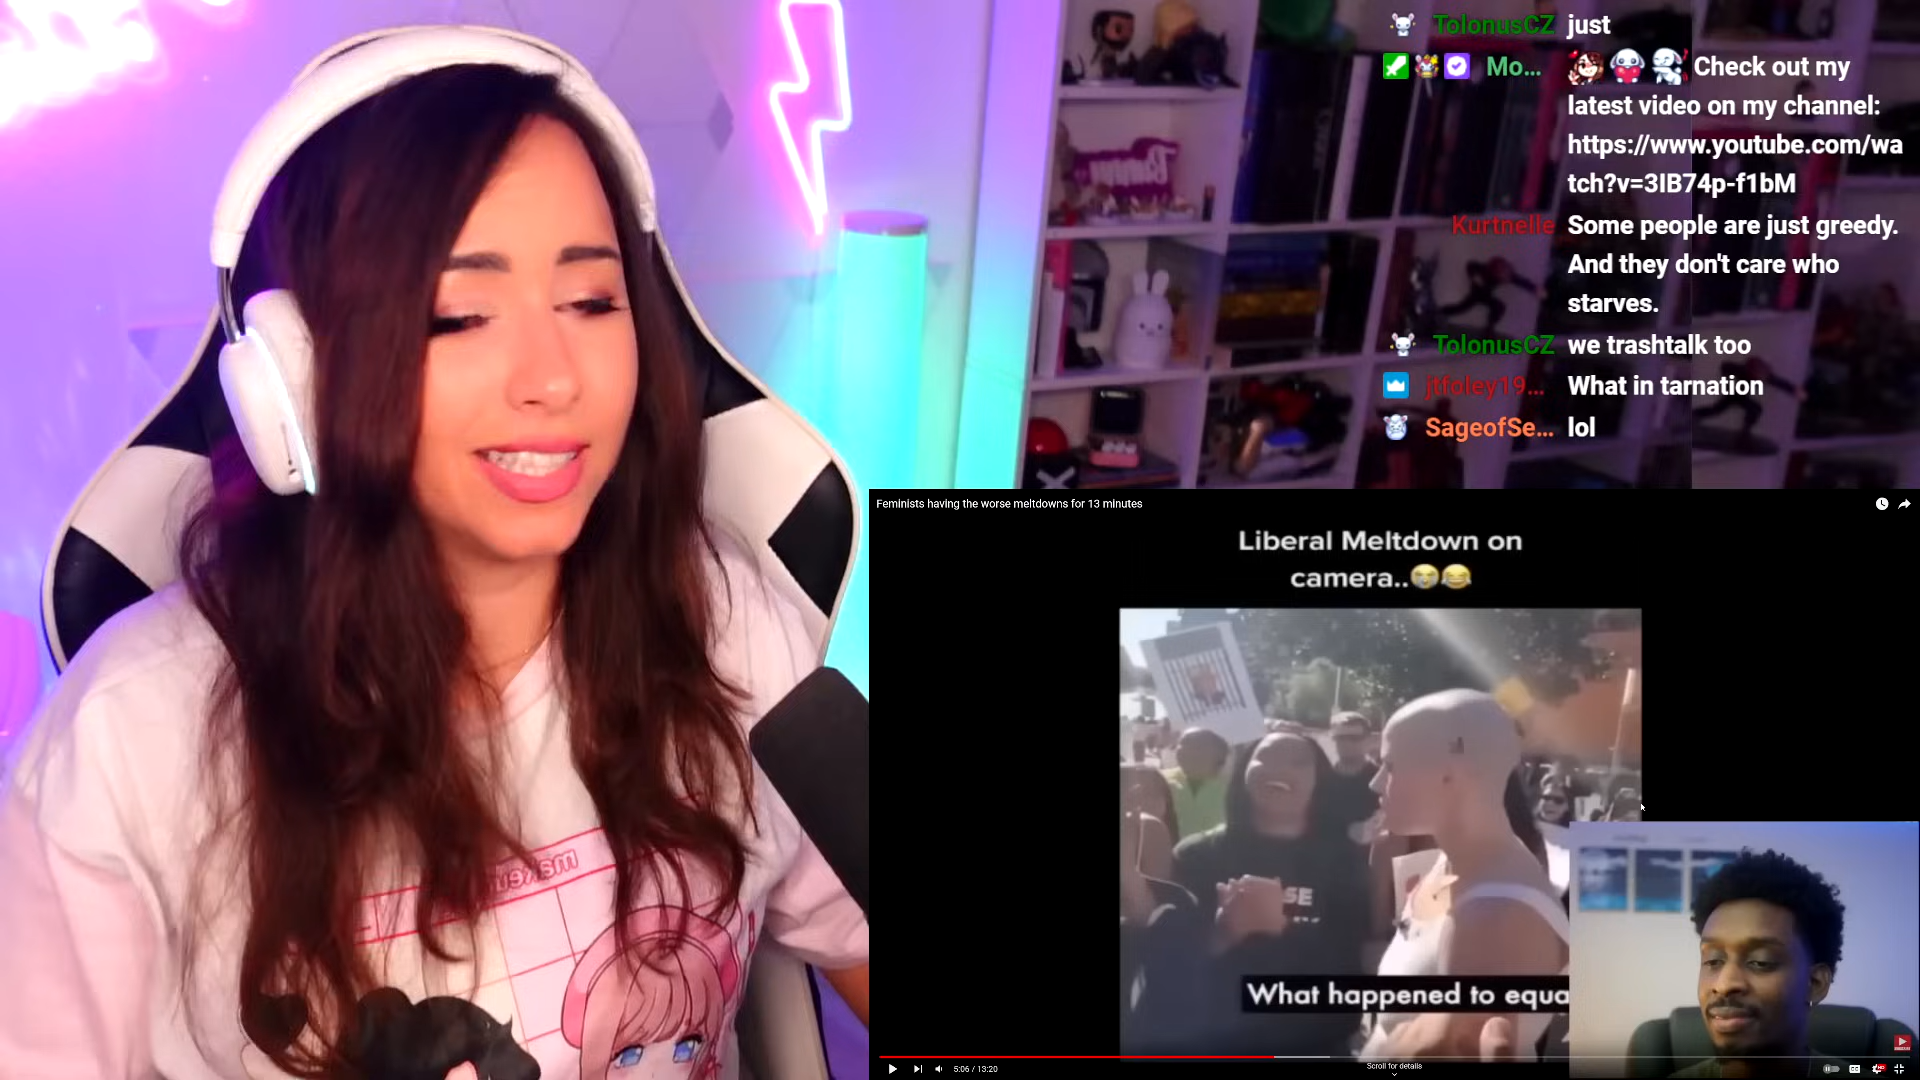 TolonusCZ just
Mo... Check out my
latest video on my channel:
https://www.youtube.com/wa
tch?v=3IB74p-f1bM
Kurtnelle Some people are just greedy.
And they don't care who
starves.
TolonusCZ we trashtalk too
jtfoley19... What in tarnation
SageofSe... lol
Feminists having the worse meltdowns for 13 minutes
Liberal Meltdown on
camera..😭😂
What happened to equa
5:06 / 13:20
Scroll for details